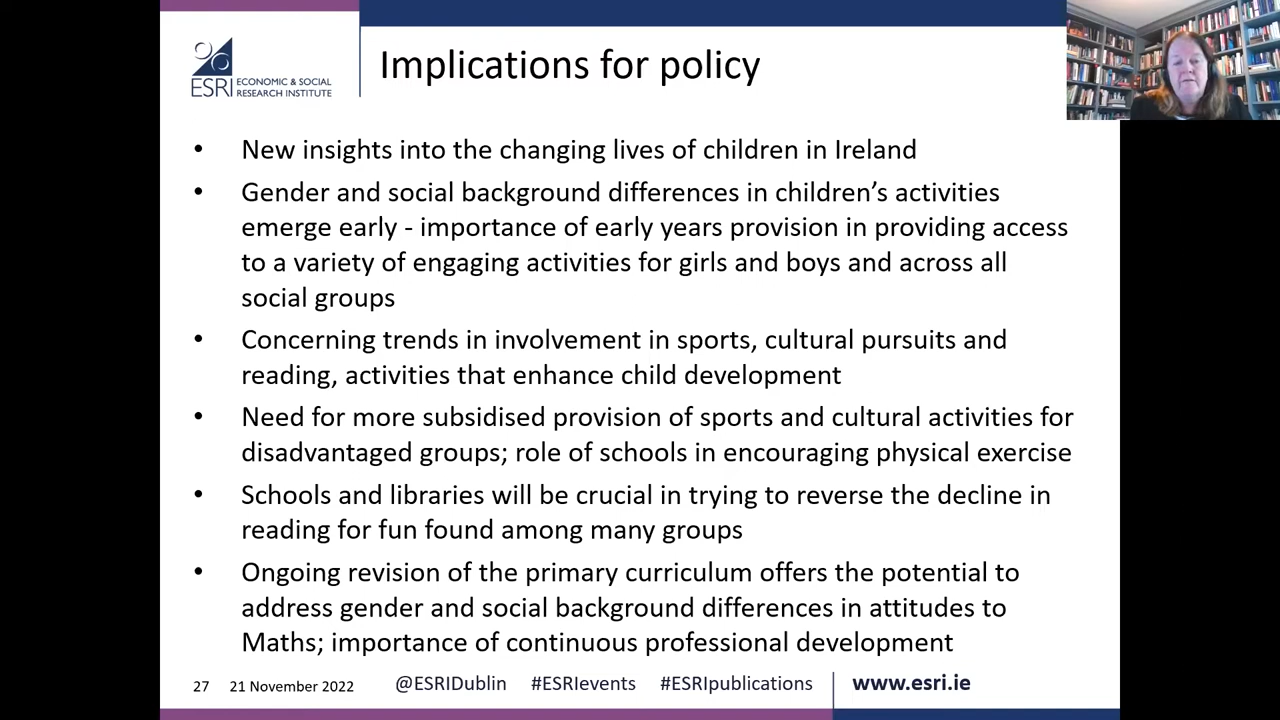 ESRI
ECONOMIC & SOCIAL
RESEARCH INSTITUTE
Implications for policy
• New insights into the changing lives of children in Ireland
• Gender and social background differences in children’s activities
emerge early - importance of early years provision in providing access
to a variety of engaging activities for girls and boys and across all
social groups
• Concerning trends in involvement in sports, cultural pursuits and
reading, activities that enhance child development
• Need for more subsidised provision of sports and cultural activities for
disadvantaged groups; role of schools in encouraging physical exercise
• Schools and libraries will be crucial in trying to reverse the decline in
reading for fun found among many groups
• Ongoing revision of the primary curriculum offers the potential to
address gender and social background differences in attitudes to
Maths; importance of continuous professional development
27 21 November 2022 @ESRIDublin #ESRIevents #ESRIpublications www.esri.ie